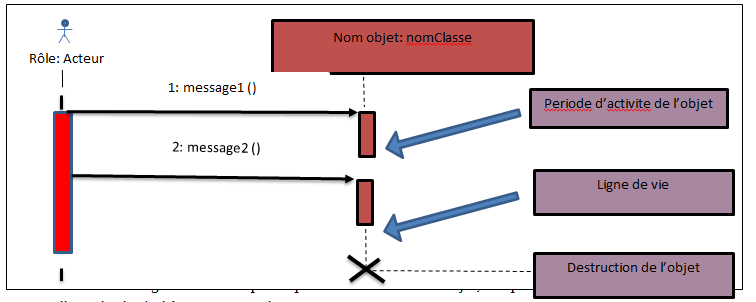 Nom objet: nomClasse
Rôle: Acteur
1: message1 ()
Periode d'activite de l'objet
2: message2 ()
Ligne de vie
Destruction de l'objet